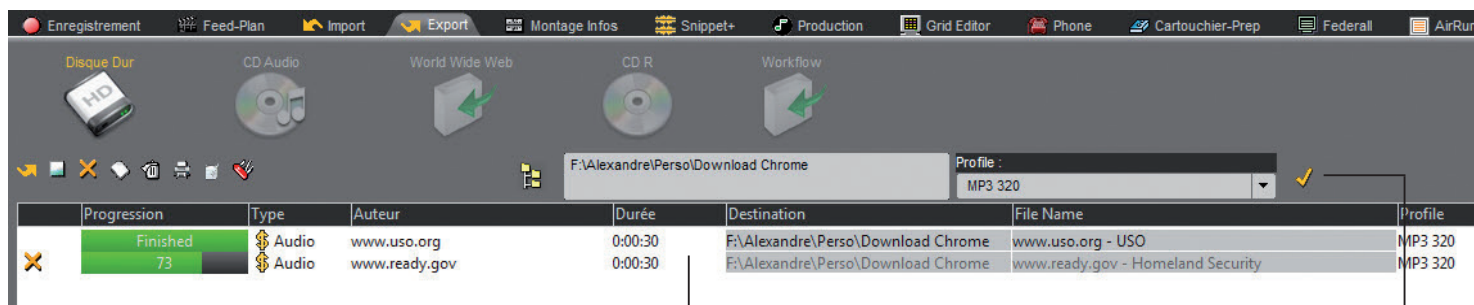 Enregistrement Feed-Plan Import Export Montage Infos Snippet+ Production Grid Editor Phone Cartouchier-Prep Federall AirRun
Disque Dur CD Audio World Wide Web CD R Workflow
HD
F:\Alexandre\Perso\Download Chrome Profile :
MP3 320
Progression Type Auteur Durée Destination File Name Profile
Finished $ Audio www.uso.org 0:00:30 F:\Alexandre\Perso\Download Chrome www.uso.org - USO MP3 320
73 $ Audio www.ready.gov 0:00:30 F:\Alexandre\Perso\Download Chrome www.ready.gov - Homeland Security MP3 320